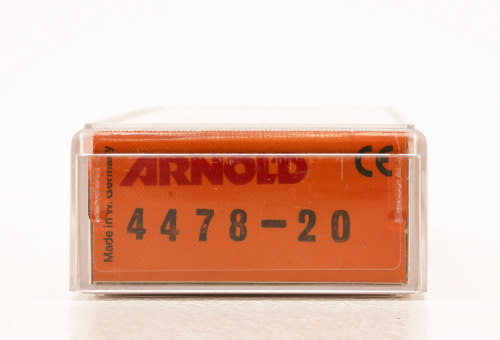 ARNOLD
CE
4478-20
Made in W. Germany